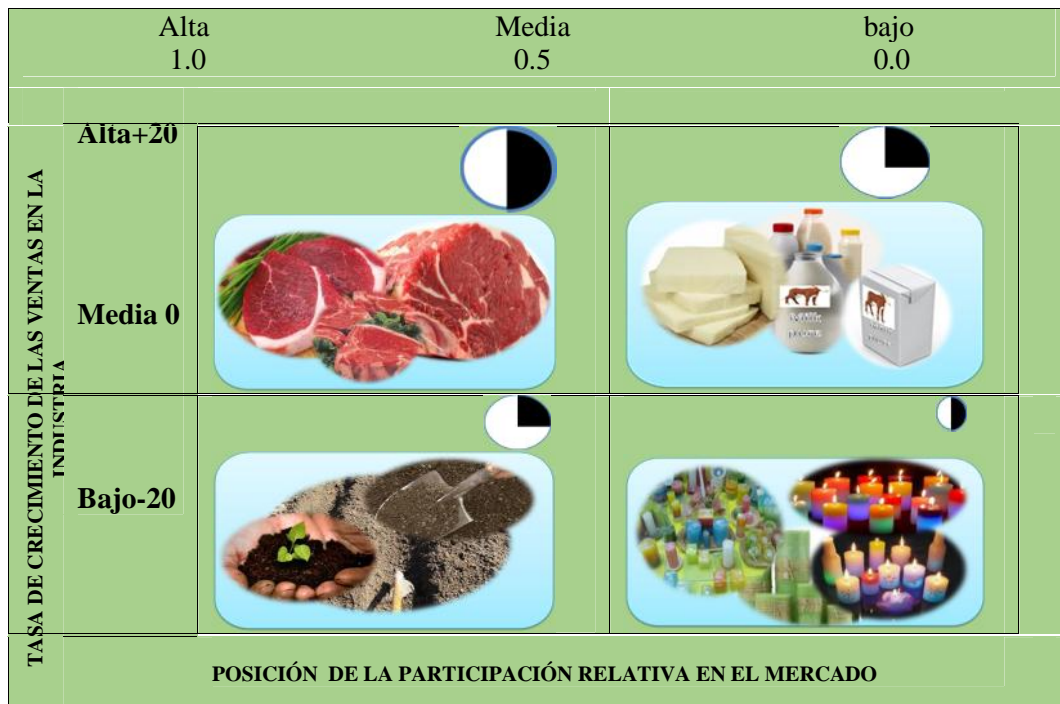 Alta Media bajo
1.0 0.5 0.0
Alta+20
Media 0
Bajo-20
TASA DE CRECIMIENTO DE LAS VENTAS EN LA
INDUSTRIA
POSICIÓN DE LA PARTICIPACIÓN RELATIVA EN EL MERCADO